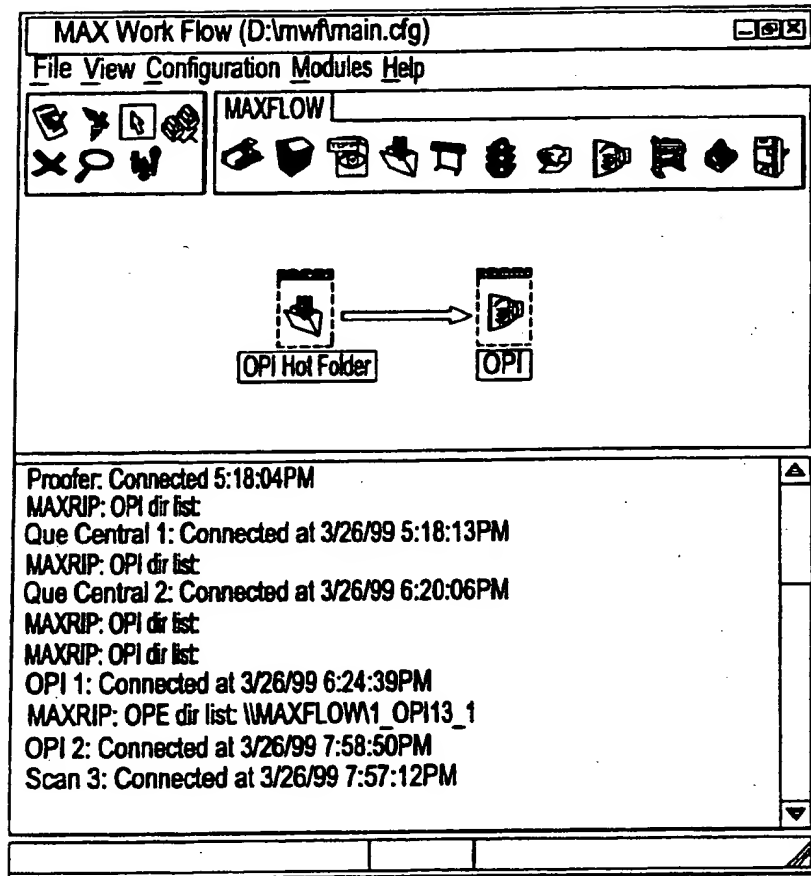 MAX Work Flow (D:\mwf\main.cfg)
File View Configuration Modules Help
MAXFLOW
OPI Hot Folder
OPI
Proofer: Connected 5:18:04PM
MAXRIP: OPI dir list:
Que Central 1: Connected at 3/26/99 5:18:13PM
MAXRIP: OPI dir list:
Que Central 2: Connected at 3/26/99 6:20:06PM
MAXRIP: OPI dir list:
MAXRIP: OPI dir list:
OPI 1: Connected at 3/26/99 6:24:39PM
MAXRIP: OPE dir list: \\MAXFLOW\1_OPI13_1
OPI 2: Connected at 3/26/99 7:58:50PM
Scan 3: Connected at 3/26/99 7:57:12PM